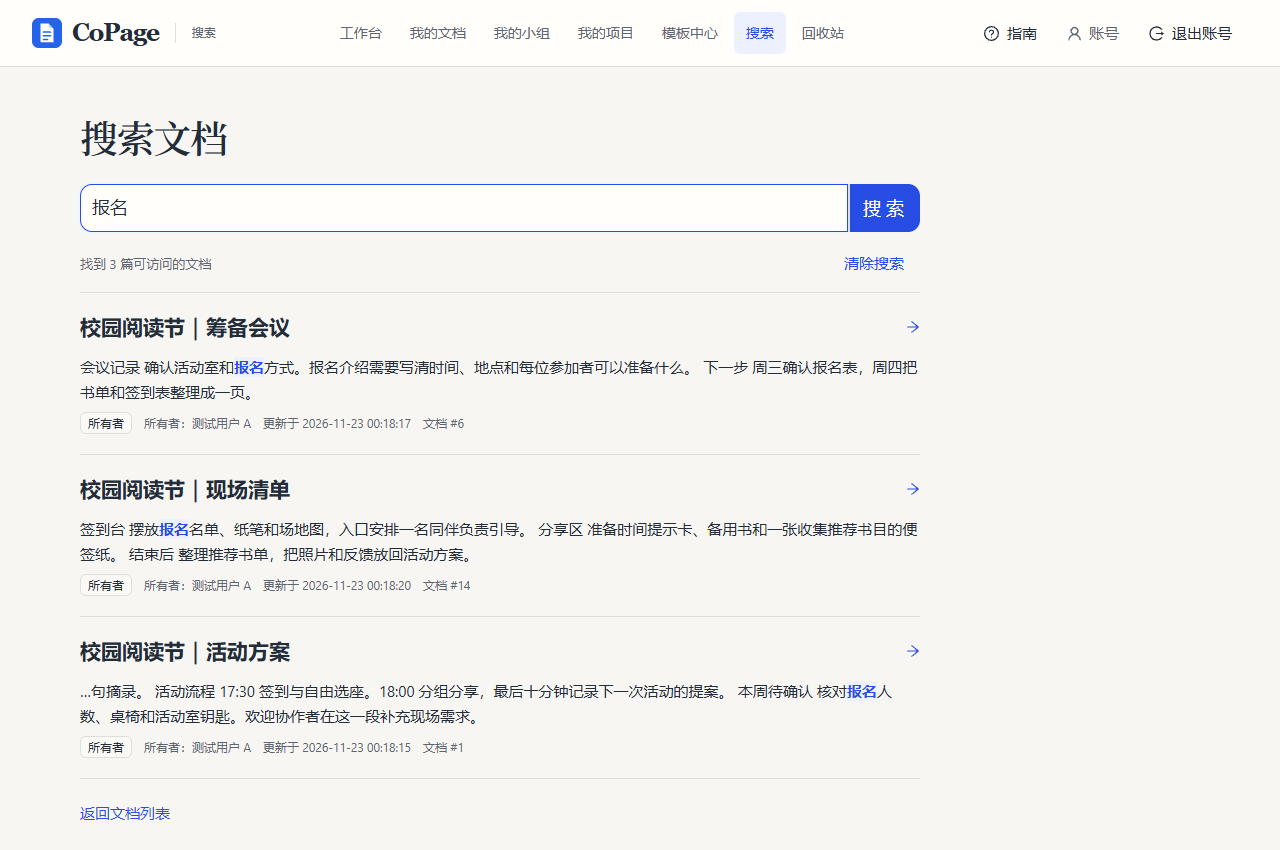 CoPage 搜索 工作台 我的文档 我的小组 我的项目 模板中心 搜索 回收站 指南 账号 退出账号
搜索文档
报名 搜索
找到 3 篇可访问的文档 清除搜索
校园阅读节｜筹备会议
会议记录 确认活动室和报名方式。报名介绍需要写清时间、地点和每位参加者可以准备什么。 下一步 周三确认报名表，周四把
书单和签到表整理成一页。
所有者 所有者：测试用户 A 更新于 2026-11-23 00:18:17 文档 #6
校园阅读节｜现场清单
签到台 摆放报名名单、纸笔和场地图，入口安排一名同伴负责引导。 分享区 准备时间提示卡、备用书和一张收集推荐书目的便
签纸。 结束后 整理推荐书单，把照片和反馈放回活动方案。
所有者 所有者：测试用户 A 更新于 2026-11-23 00:18:20 文档 #14
校园阅读节｜活动方案
...句摘录。 活动流程 17:30 签到与自由选座。18:00 分组分享，最后十分钟记录下一次活动的提案。 本周待确认 核对报名人
数、桌椅和活动室钥匙。欢迎协作者在这一段补充现场需求。
所有者 所有者：测试用户 A 更新于 2026-11-23 00:18:15 文档 #1
返回文档列表